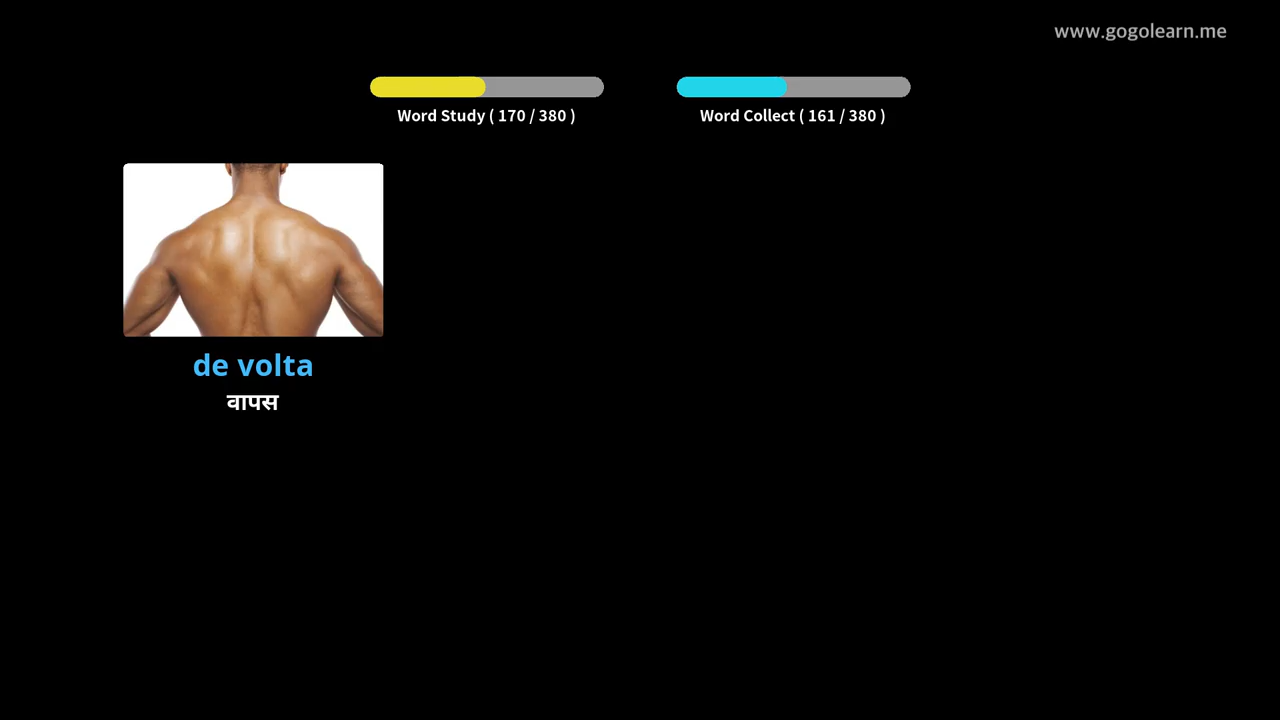 www.gogolearn.me
Word Study ( 170 / 380 )
Word Collect ( 161 / 380 )
de volta
वापस